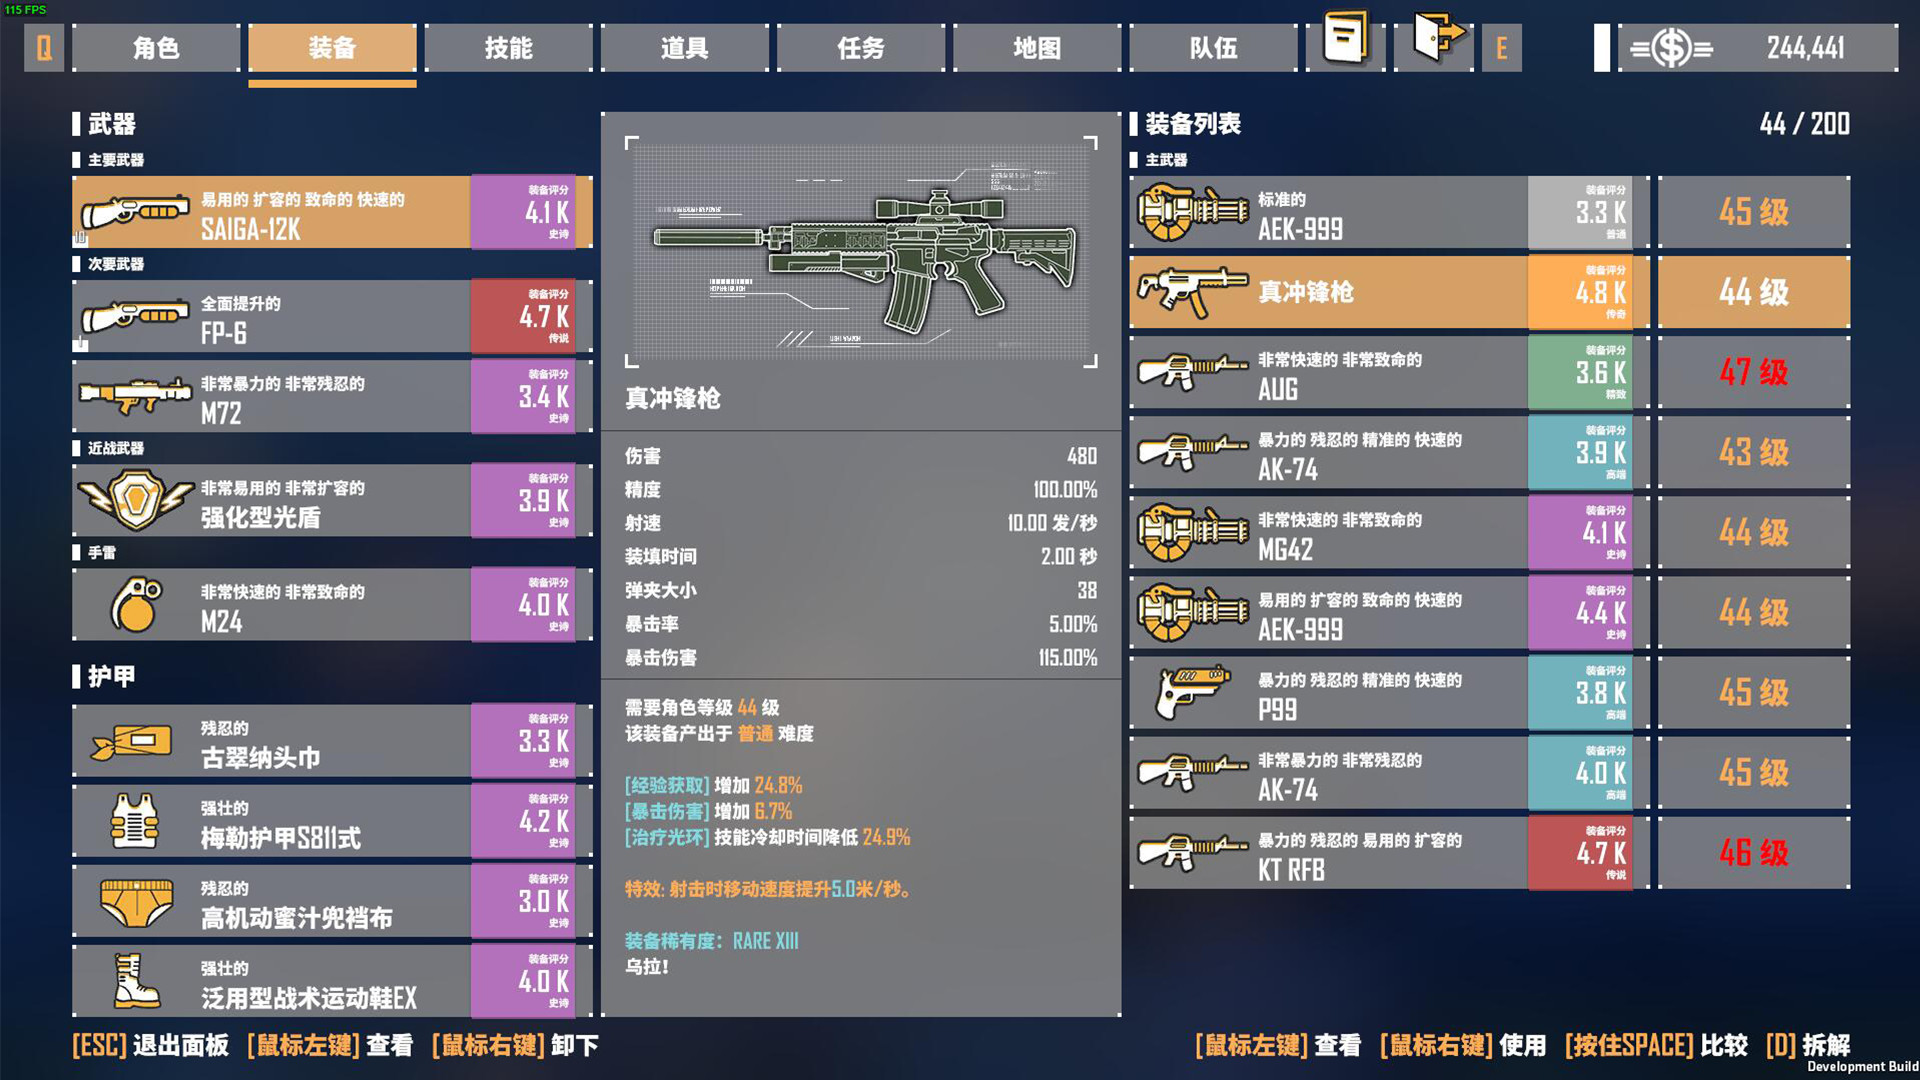 115 FPS
Q 角色 装备 技能 道具 任务 地图 队伍 E 244,441
武器
主要武器
易用的 扩容的 致命的 快速的
SAIGA-12K
装备评分
4.1 K
史诗
10
次要武器
全面提升的
FP-6
装备评分
4.7 K
传说
1
非常暴力的 非常残忍的
M72
装备评分
3.4 K
史诗
近战武器
非常易用的 非常扩容的
强化型光盾
装备评分
3.9 K
史诗
手雷
非常快速的 非常致命的
M24
装备评分
4.0 K
史诗
护甲
残忍的
古翠纳头巾
装备评分
3.3 K
史诗
强壮的
梅勒护甲S811式
装备评分
4.2 K
史诗
残忍的
高机动蜜汁兜裆布
装备评分
3.0 K
史诗
强壮的
泛用型战术运动鞋EX
装备评分
4.0 K
史诗
真冲锋枪
伤害 480
精度 100.00%
射速 10.00 发/秒
装填时间 2.00 秒
弹夹大小 38
暴击率 5.00%
暴击伤害 115.00%
需要角色等级 44 级
该装备产出于 普通 难度
[经验获取] 增加 24.8%
[暴击伤害] 增加 6.7%
[治疗光环] 技能冷却时间降低 24.9%
特效: 射击时移动速度提升5.0米/秒。
装备稀有度：RARE XIII
乌拉!
装备列表 44 / 200
主武器
标准的
AEK-999
装备评分
3.3 K
普通
45 级
真冲锋枪
装备评分
4.8 K
传奇
44 级
非常快速的 非常致命的
AUG
装备评分
3.6 K
精致
47 级
暴力的 残忍的 精准的 快速的
AK-74
装备评分
3.9 K
高端
43 级
非常快速的 非常致命的
MG42
装备评分
4.1 K
史诗
44 级
易用的 扩容的 致命的 快速的
AEK-999
装备评分
4.4 K
史诗
44 级
暴力的 残忍的 精准的 快速的
P99
装备评分
3.8 K
高端
45 级
非常暴力的 非常残忍的
AK-74
装备评分
4.0 K
高端
45 级
暴力的 残忍的 易用的 扩容的
KT RFB
装备评分
4.7 K
传说
46 级
[ESC] 退出面板 [鼠标左键] 查看 [鼠标右键] 卸下
[鼠标左键] 查看 [鼠标右键] 使用 [按住SPACE] 比较 [D] 拆解
Development Build